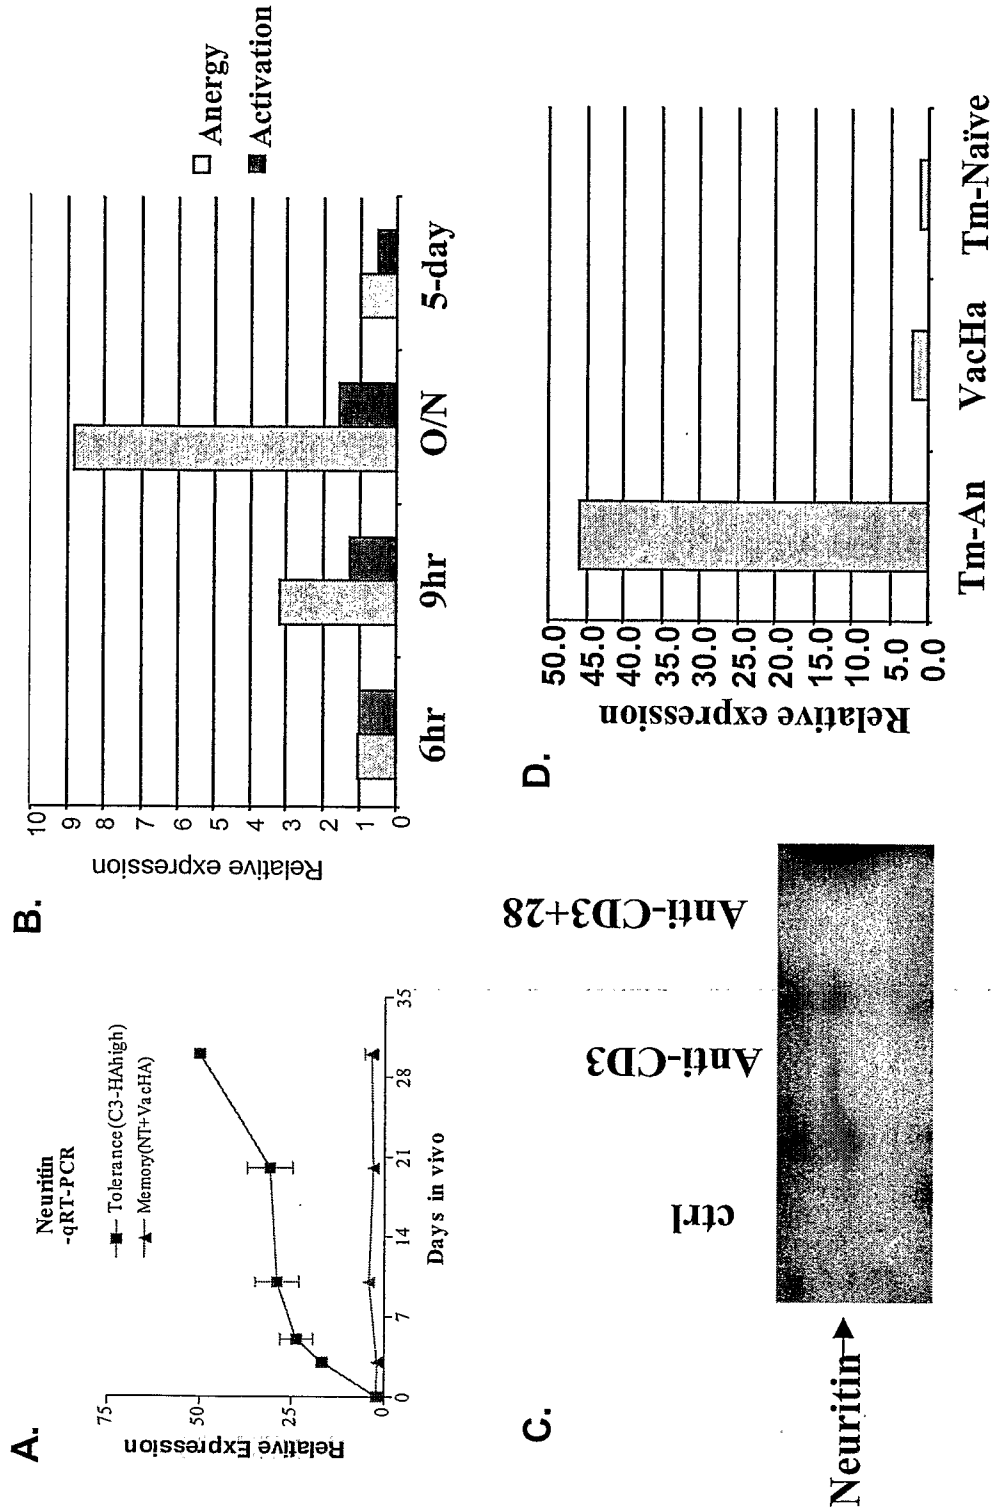 A.
Neuritin
-qRT-PCR
Tolerance(C3-HAhigh)
Memory(NT+VacHA)
Relative Expression
75
50
25
0
0
7
14
21
28
35
Days in vivo
B.
Relative expression
10
9
8
7
6
5
4
3
2
1
0
6hr
9hr
O/N
5-day
Anergy
Activation
C.
ctrl
Anti-CD3
Anti-CD3+28
Neuritin
D.
Relative expression
50.0
45.0
40.0
35.0
30.0
25.0
20.0
15.0
10.0
5.0
0.0
Tm-An
VacHa
Tm-Naïve